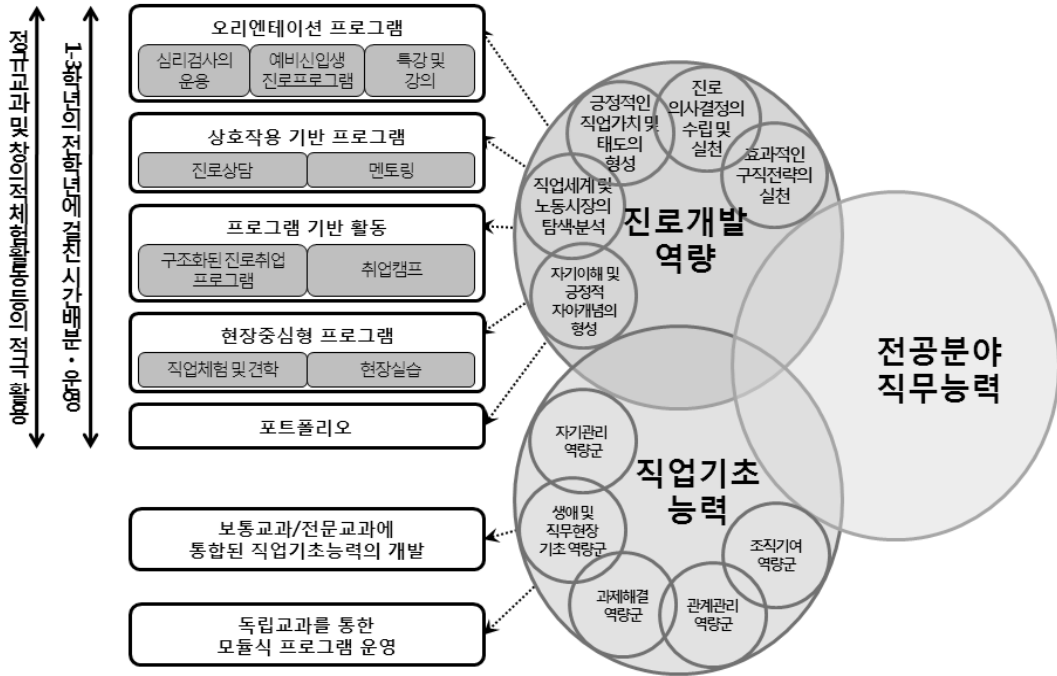 정규교과 및 창의적 체험활동 등의 적극 활용
1-3학년의 전학년에 걸친 시간배분·운영
오리엔테이션 프로그램
심리검사의
운용
예비신입생
진로프로그램
특강 및
강의
상호작용 기반 프로그램
진로상담
멘토링
프로그램 기반 활동
구조화된 진로취업
프로그램
취업캠프
현장중심형 프로그램
직업체험 및 견학
현장실습
포트폴리오
보통교과/전문교과에
통합된 직업기초능력의 개발
독립교과를 통한
모듈식 프로그램 운영
긍정적인
직업가치 및
태도의
형성
진로
의사결정의
수립 및
실천
효과적인
구직전략의
실천
직업세계 및
노동시장의
탐색·분석
자기이해 및
긍정적
자아개념의
형성
진로개발
역량
전공분야
직무능력
직업기초
능력
자기관리
역량군
생애 및
직무현장
기초 역량군
과제해결
역량군
관계관리
역량군
조직기여
역량군